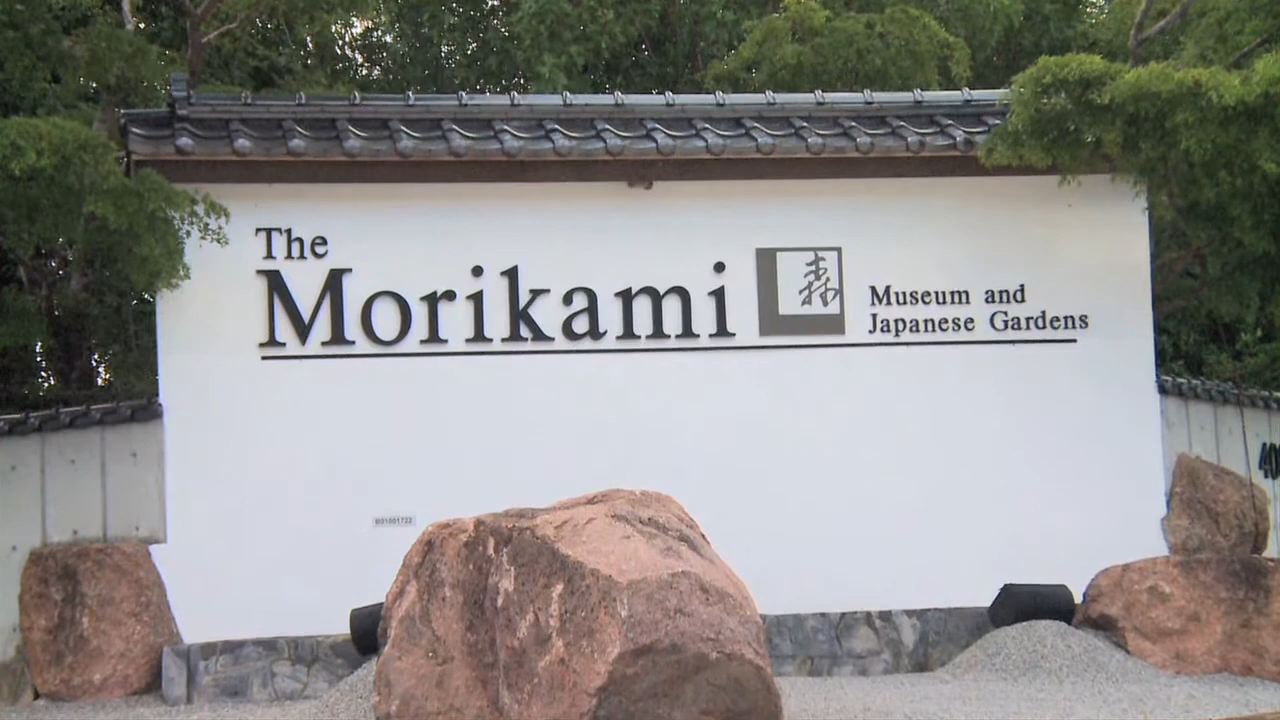 The
Morikami
森
Museum and
Japanese Gardens